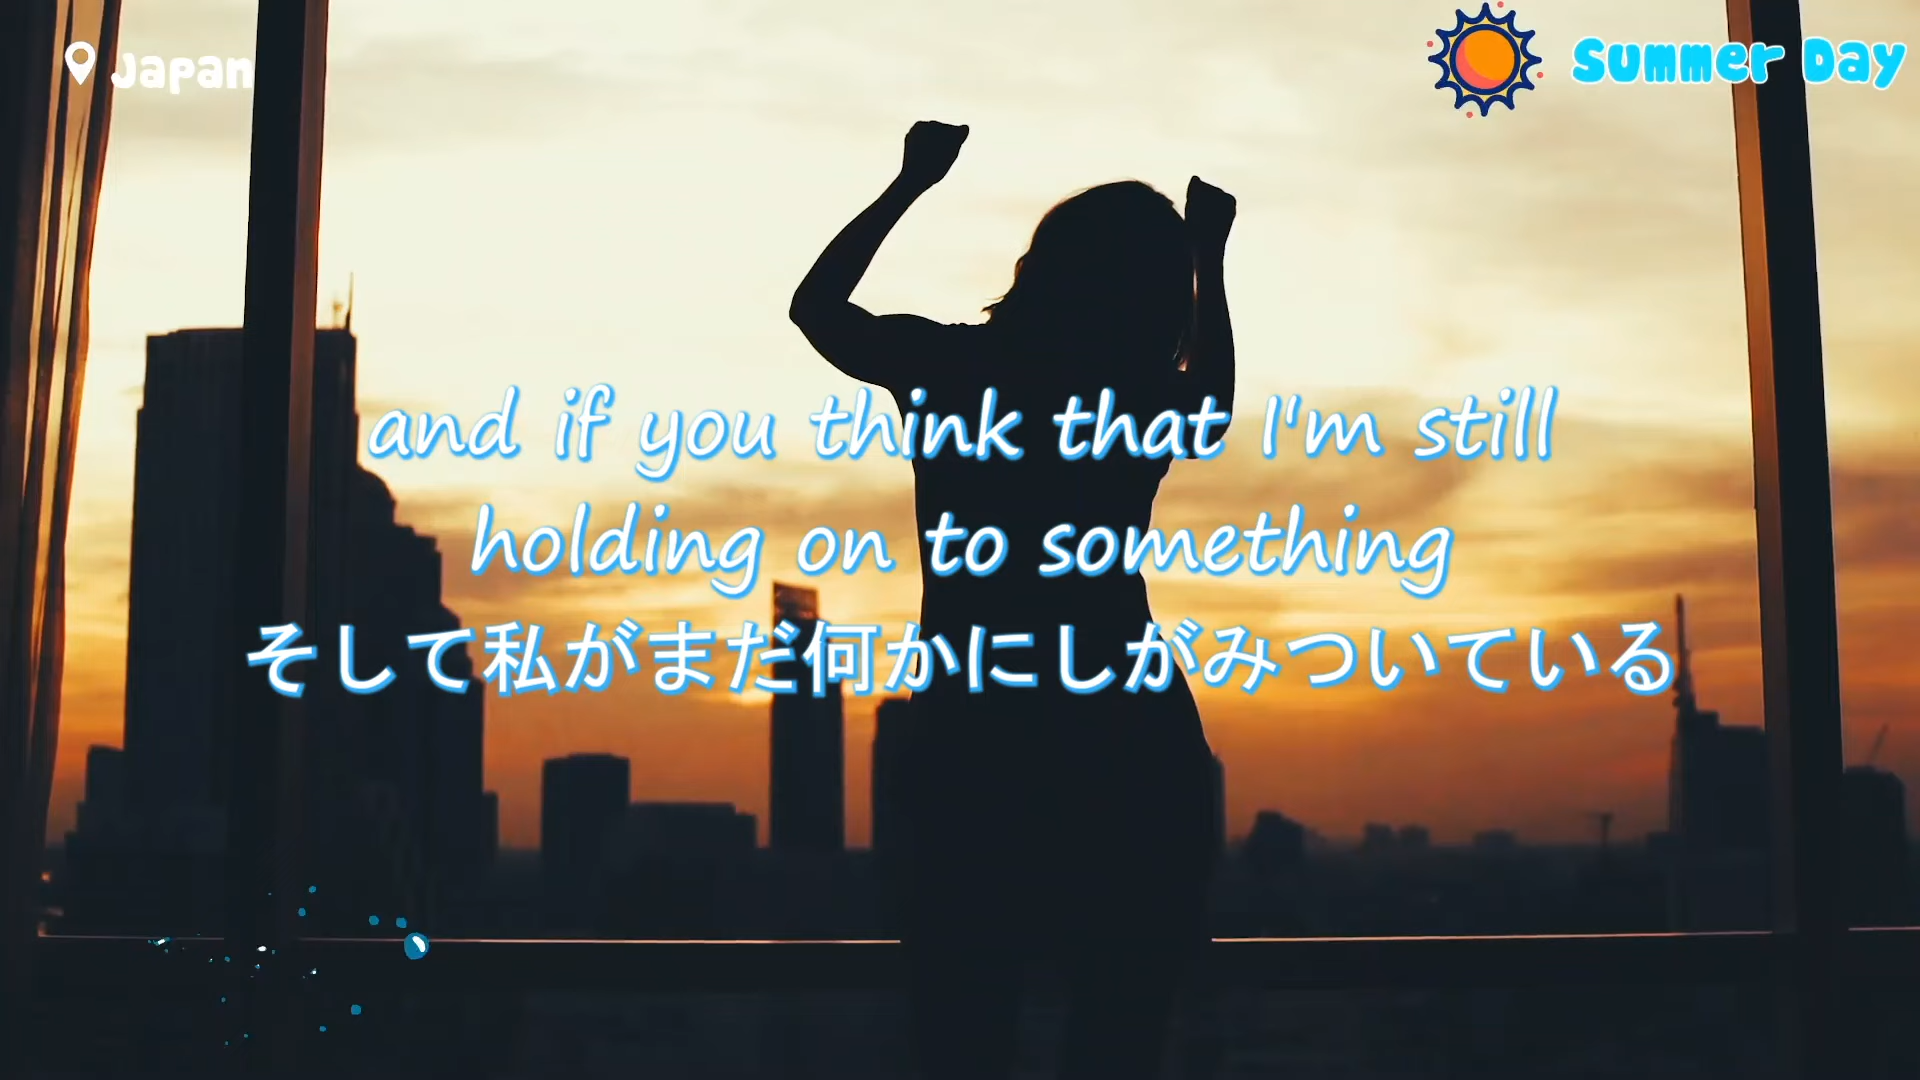 Japan
Summer Day
and if you think that I'm still
holding on to something
そして私がまだ何かにしがみついている